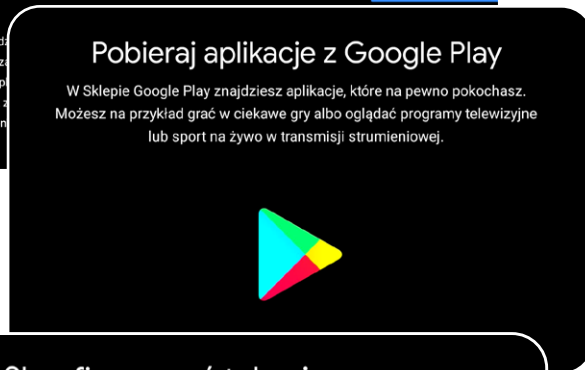 Pobieraj aplikacje z Google Play
W Sklepie Google Play znajdziesz aplikacje, które na pewno pokochasz.
Możesz na przykład grać w ciekawe gry albo oglądać programy telewizyjne
lub sport na żywo w transmisji strumieniowej.